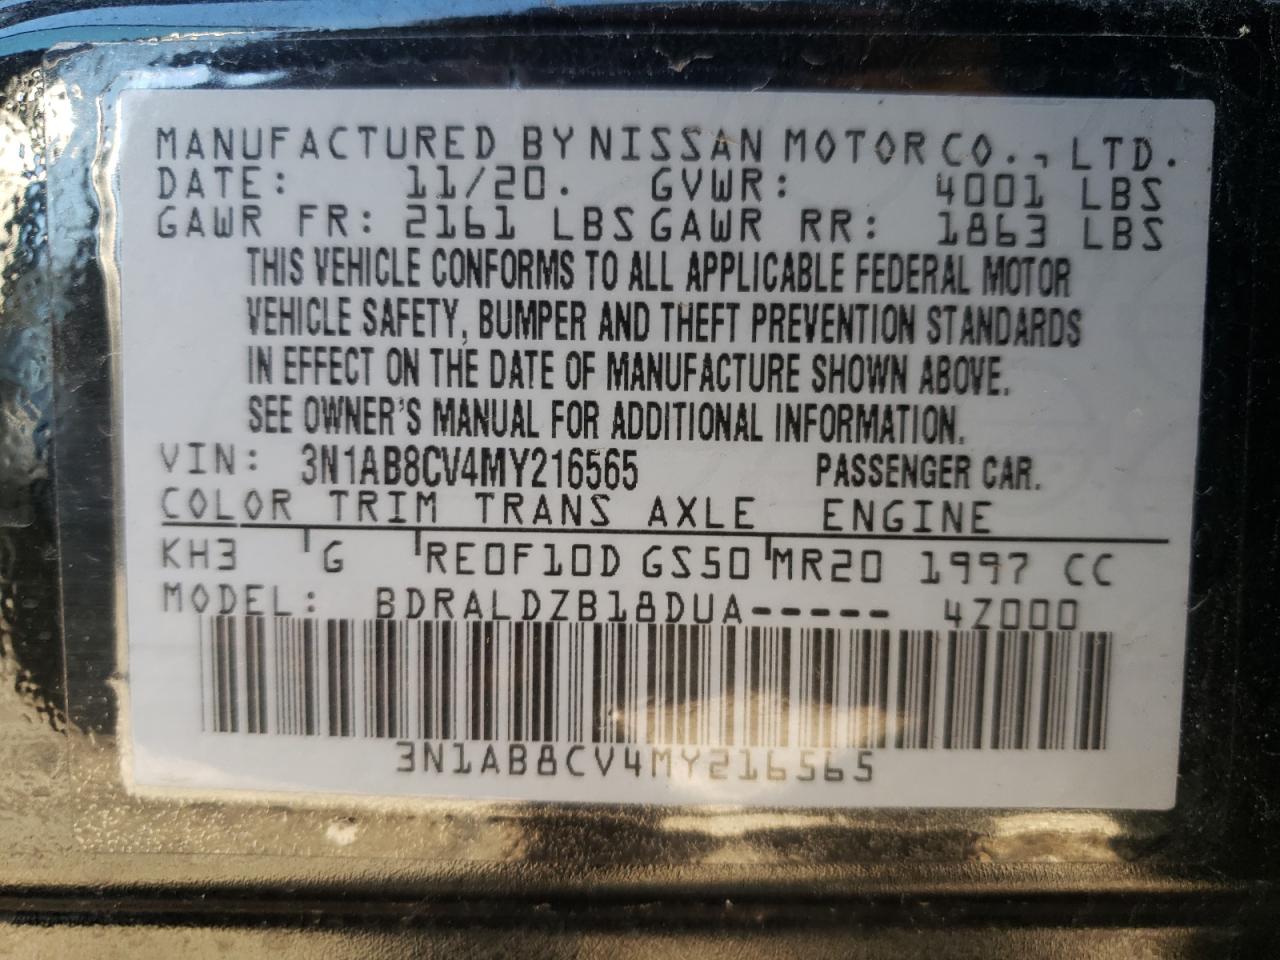 MANUFACTURED BY NISSAN MOTOR CO., LTD.
DATE: 11/20. GVWR: 4001 LBS
GAWR FR: 2161 LBS GAWR RR: 1863 LBS
THIS VEHICLE CONFORMS TO ALL APPLICABLE FEDERAL MOTOR
VEHICLE SAFETY, BUMPER AND THEFT PREVENTION STANDARDS
IN EFFECT ON THE DATE OF MANUFACTURE SHOWN ABOVE.
SEE OWNER'S MANUAL FOR ADDITIONAL INFORMATION.
VIN: 3N1AB8CV4MY216565 PASSENGER CAR.
COLOR TRIM TRANS AXLE ENGINE
KH3 G RE0F10D GS50 MR20 1997 CC
MODEL: BDRALDZB18DUA----- 4Z000
3N1AB8CV4MY216565